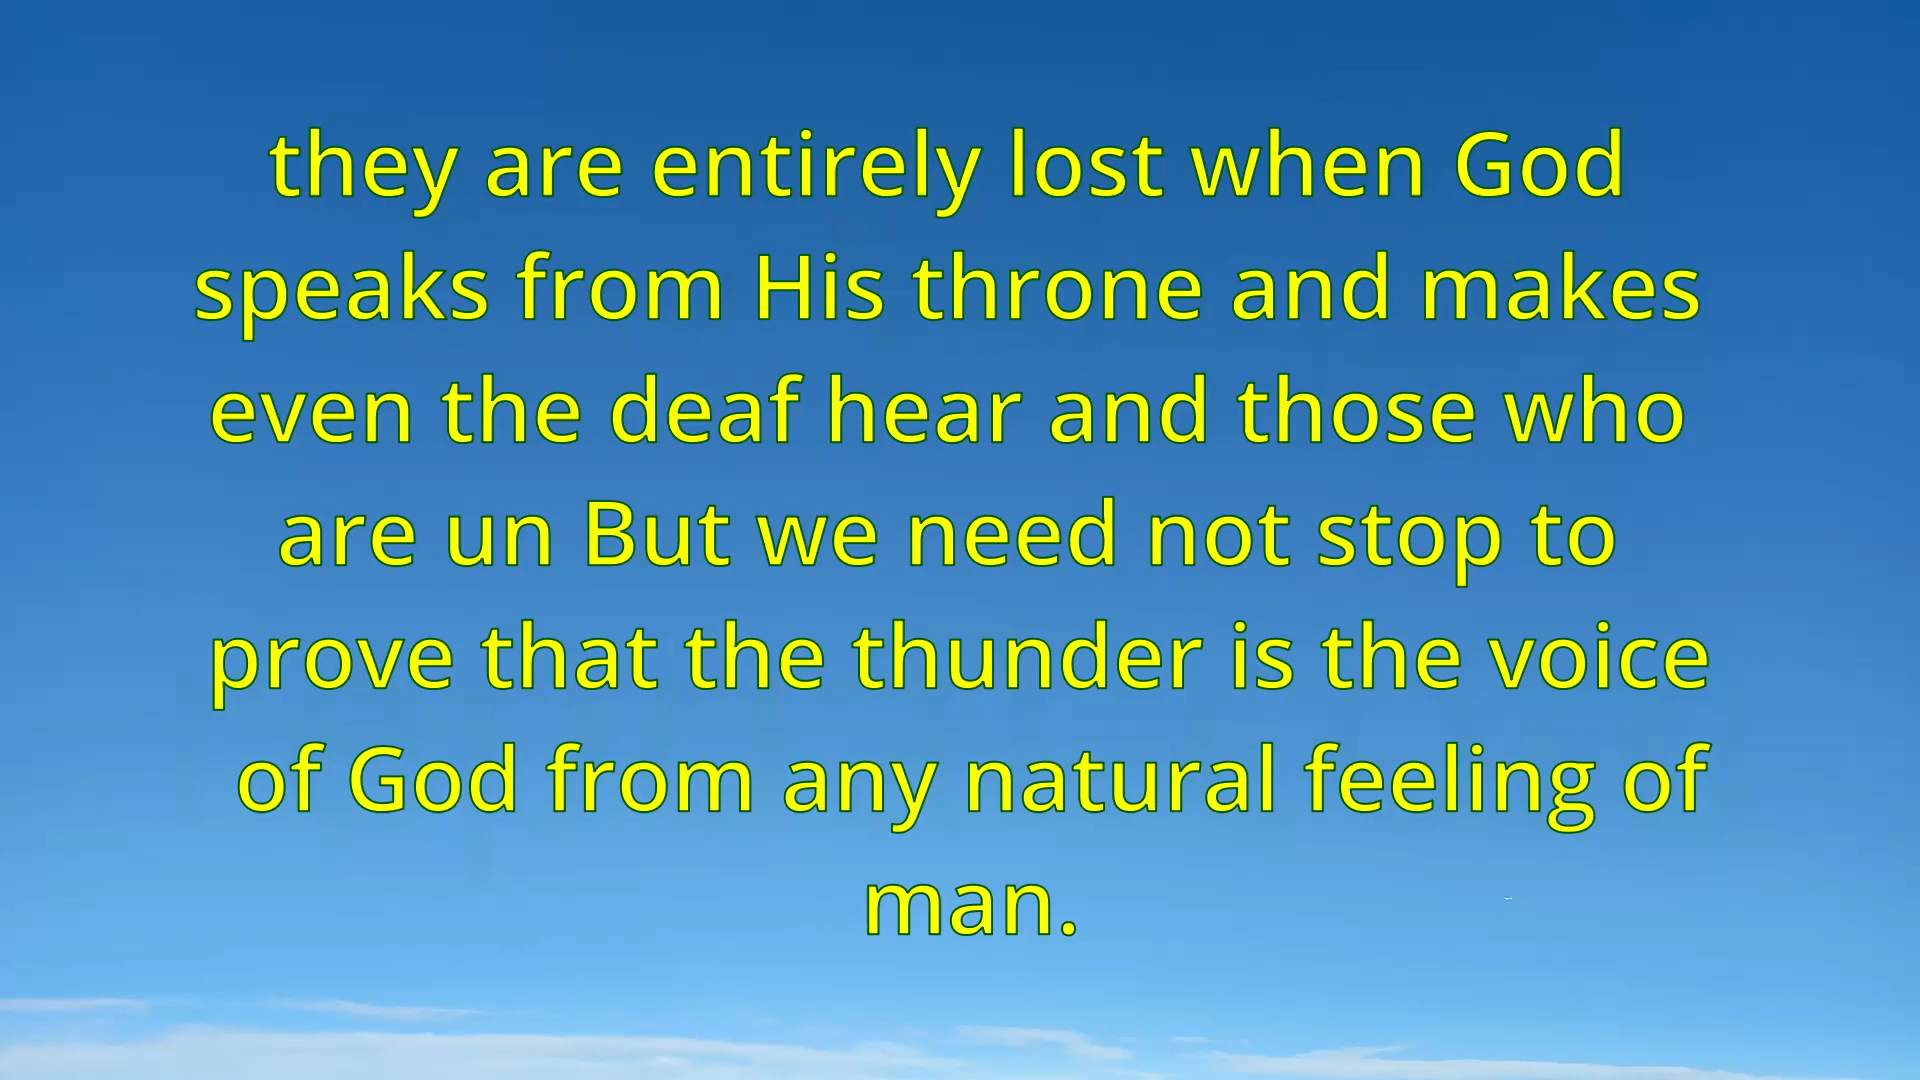 they are entirely lost when God
speaks from His throne and makes
even the deaf hear and those who
are un But we need not stop to
prove that the thunder is the voice
of God from any natural feeling of
man.